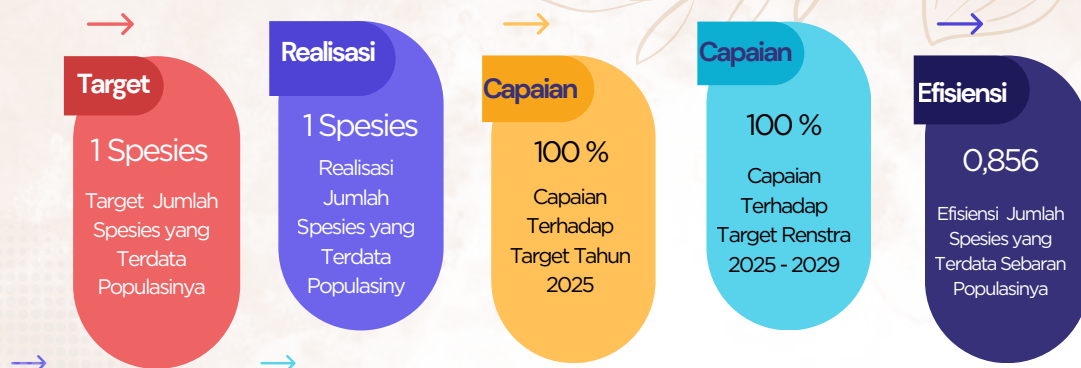 Target
1 Spesies
Target Jumlah
Spesies yang
Terdata
Populasinya
Realisasi
1 Spesies
Realisasi
Jumlah
Spesies yang
Terdata
Populasiny
Capaian
100 %
Capaian
Terhadap
Target Tahun
2025
Capaian
100 %
Capaian
Terhadap
Target Renstra
2025 - 2029
Efisiensi
0,856
Efisiensi Jumlah
Spesies yang
Terdata Sebaran
Populasinya